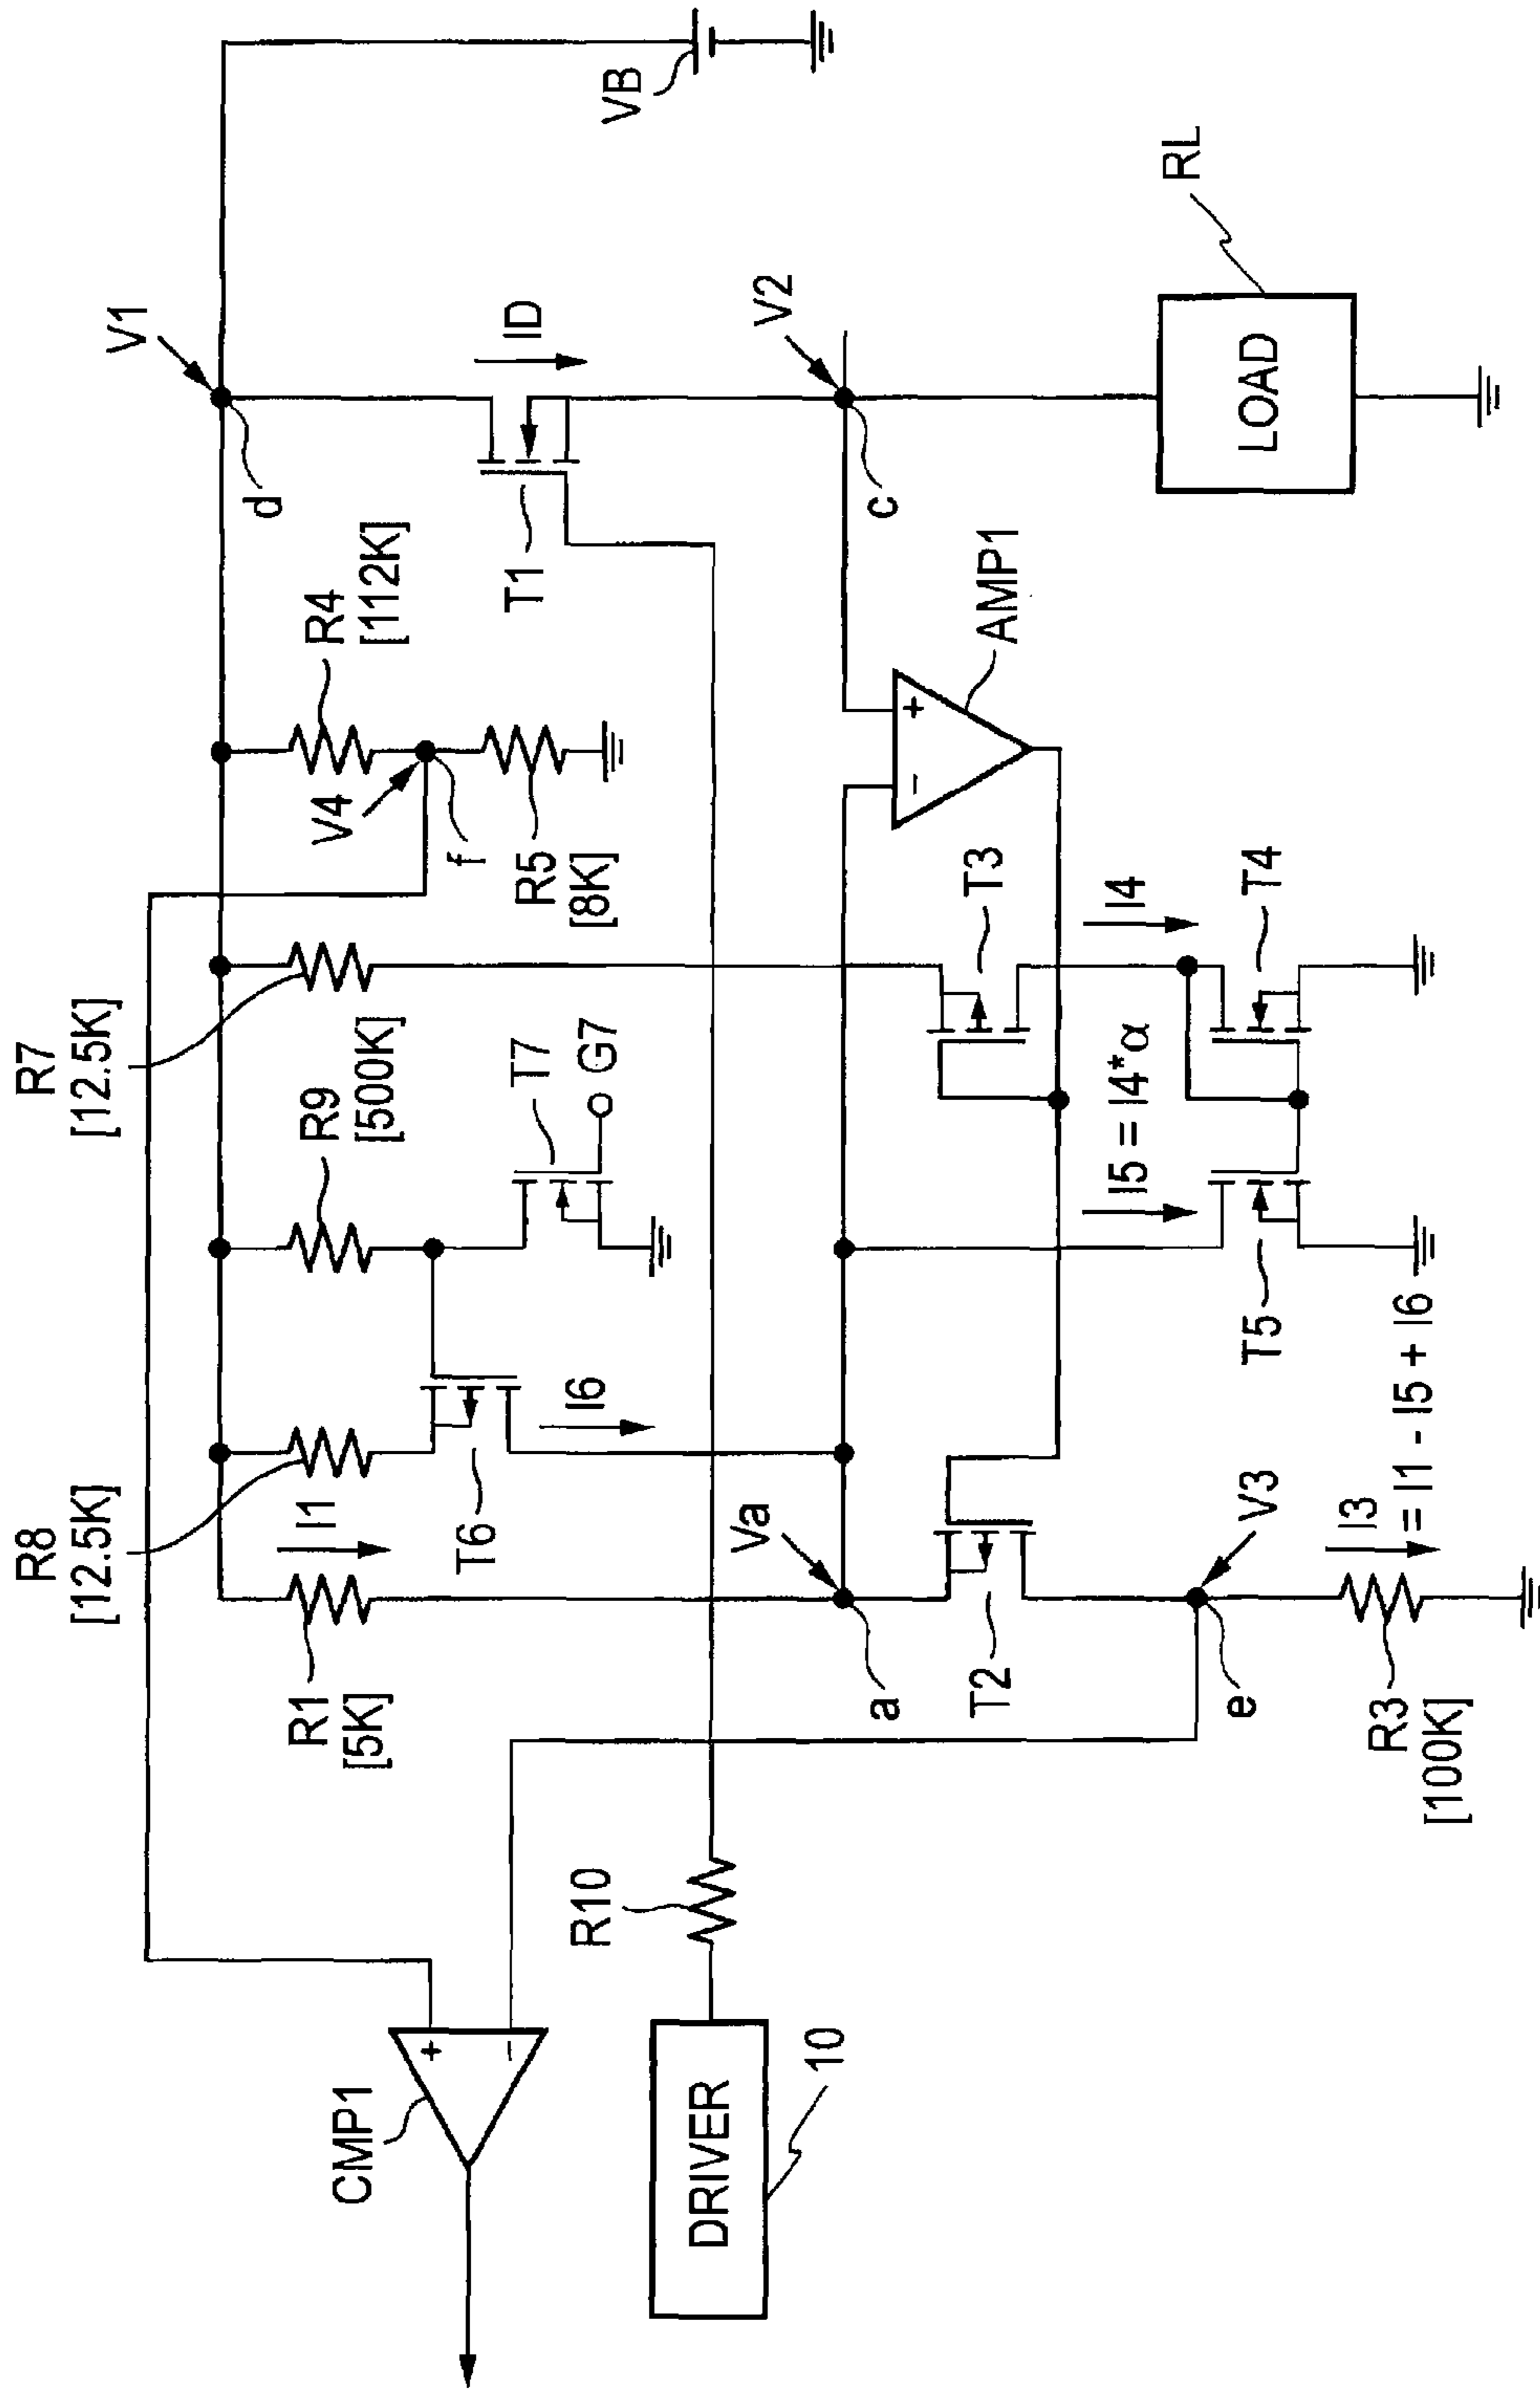 R8
[12.5K]
R7
[12.5K]
V1
R1
[5K]
I1
R9
[500K]
R4
[112K]
d
CMP1
+
−
T6
I6
T7
G7
V4
f
R5
[8K]
T1
ID
VB
R10
DRIVER
10
Va
a
V2
c
T2
−
+
AMP1
T3
I5 = I4*α
I4
RL
LOAD
V3
e
T5
T4
R3
[100K]
I3
= I1 - I5 + I6